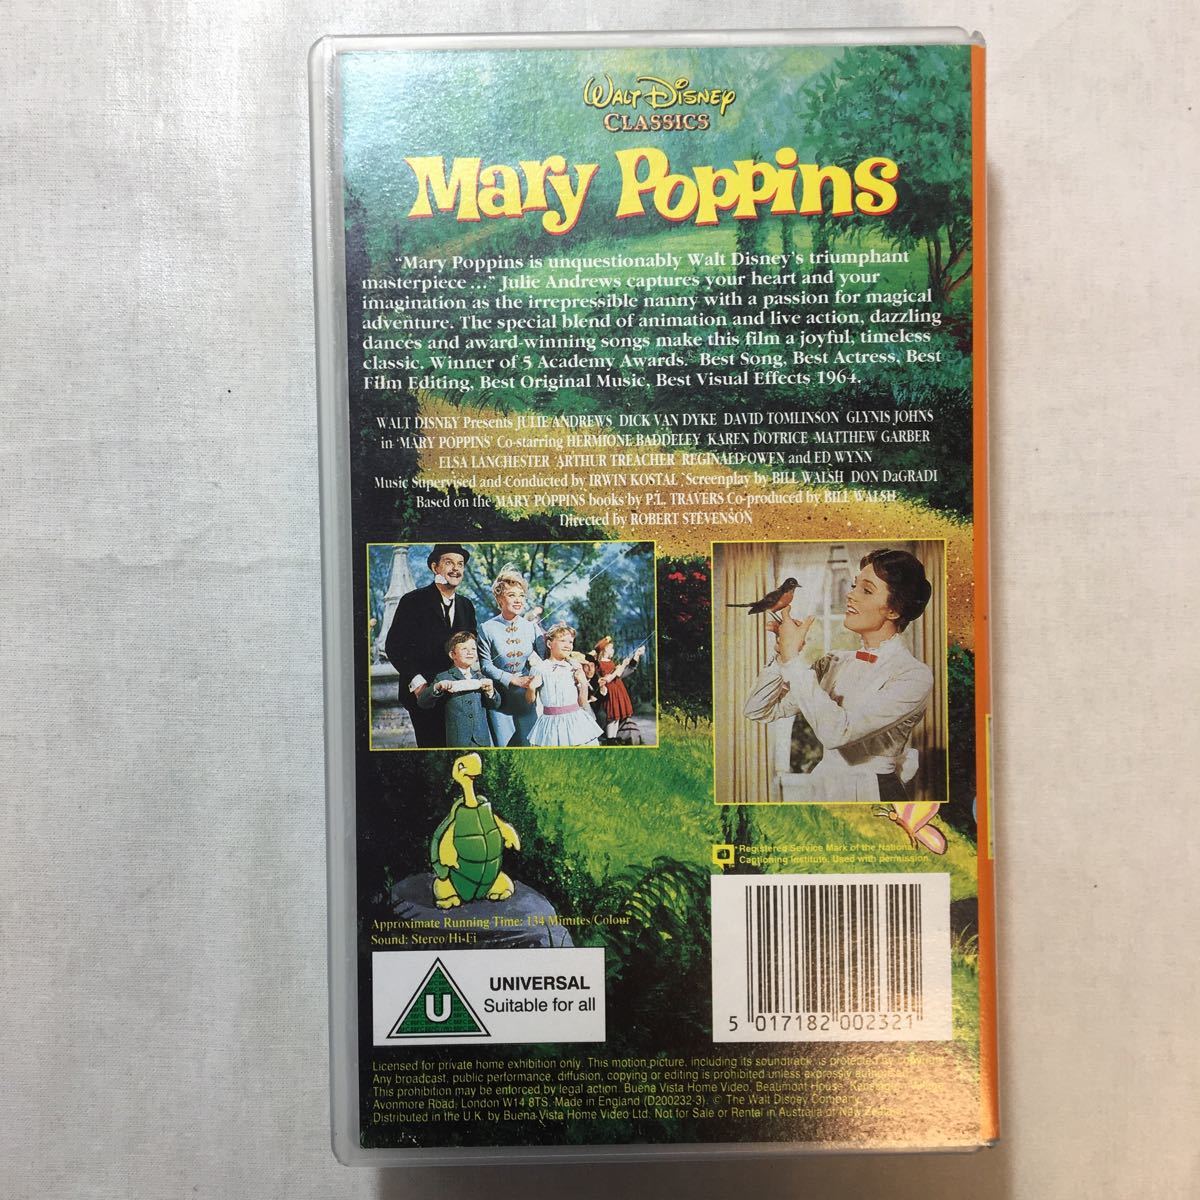 WALT DISNEY
CLASSICS
Mary Poppins
"Mary Poppins is unquestionably Walt Disney's triumphant
masterpiece ..." Julie Andrews captures your heart and your
imagination as the irrepressible nanny with a passion for magical
adventure. The special blend of animation and live action, dazzling
dances and award-winning songs make this film a joyful, timeless
classic. Winner of 5 Academy Awards. Best Song, Best Actress, Best
Film Editing, Best Original Music, Best Visual Effects 1964.
WALT DISNEY Presents JULIE ANDREWS DICK VAN DYKE DAVID TOMLINSON GLYNIS JOHNS
in 'MARY POPPINS' Co-starring HERMIONE BADDELEY KAREN DOTRICE MATTHEW GARBER
ELSA LANCHESTER ARTHUR TREACHER REGINALD OWEN and ED WYNN
Music Supervised and Conducted by IRWIN KOSTAL Screenplay by BILL WALSH DON DaGRADI
Based on the MARY POPPINS books by P.L. TRAVERS Co-produced by BILL WALSH
Directed by ROBERT STEVENSON
Registered Service Mark of the National
Captioning Institute. Used with permission.
Approximate Running Time: 134 Minutes/Colour
Sound: Stereo/Hi-Fi
U
UNIVERSAL
Suitable for all
5 017182 002321
Licensed for private home exhibition only. This motion picture, including its soundtrack, is protected by copyright.
Any broadcast, public performance, diffusion, copying or editing is prohibited unless expressly
This prohibition may be enforced by legal action. Buena Vista Home Video, Beaumont House,
Avonmore Road, London W14 8TS. Made in England (D200232-3). © The Walt Disney Company.
Distributed in the U.K. by Buena Vista Home Video Ltd. Not for Sale or Rental in Australia or New Zealand.